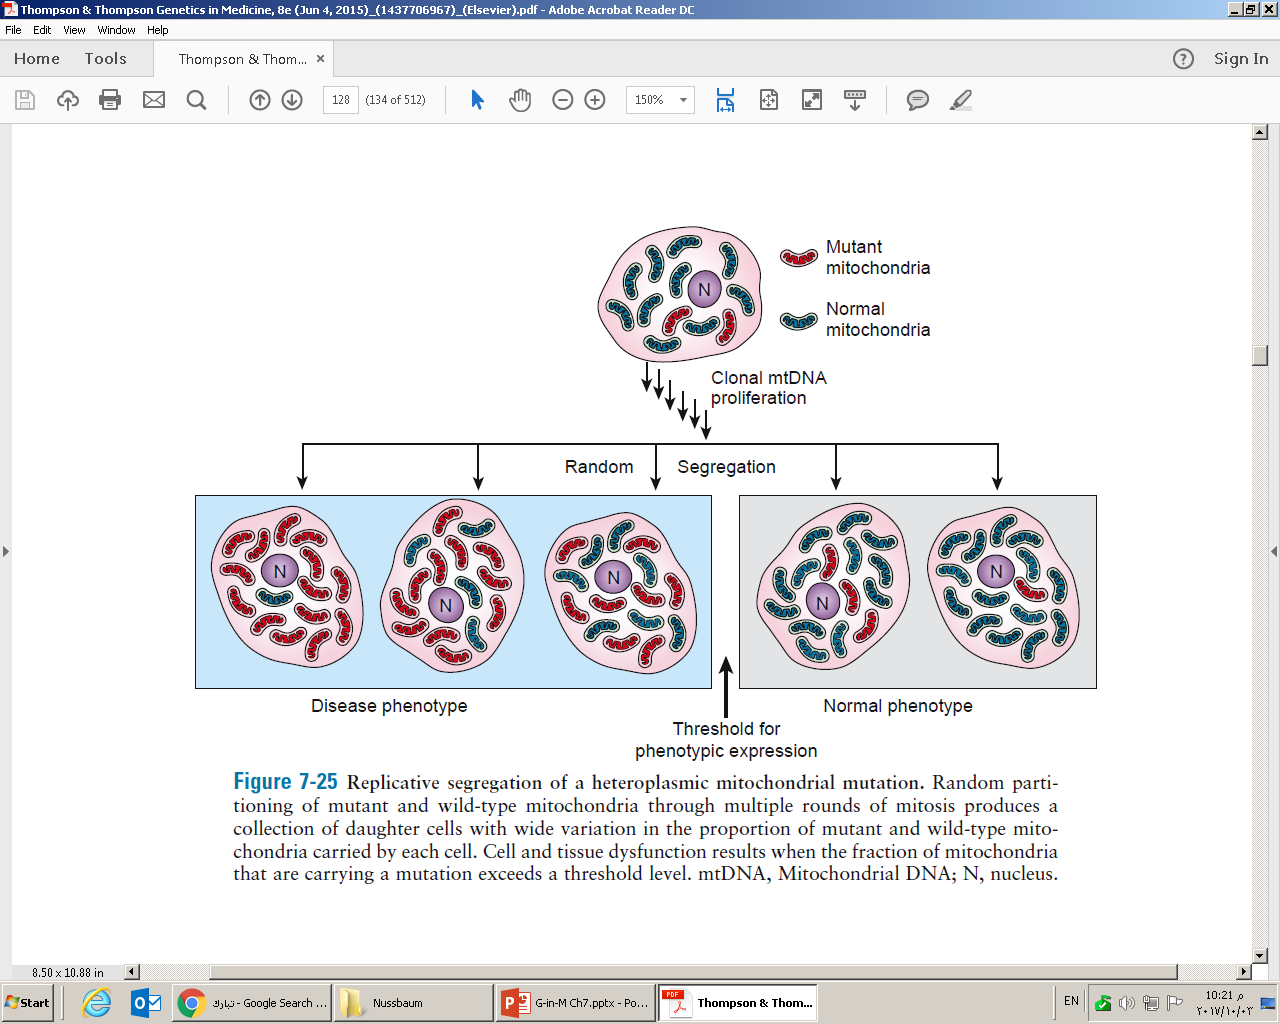 Thompson & Thompson Genetics in Medicine, 8e (Jun 4, 2015)_(1437706967)_(Elsevier).pdf - Adobe Acrobat Reader DC
File Edit View Window Help
Home Tools Thompson & Thom... × ? Sign In
128 (134 of 512) 150%
Mutant
mitochondria
Normal
mitochondria
N
Clonal mtDNA
proliferation
Random Segregation
N N N N N
Disease phenotype Normal phenotype
Threshold for
phenotypic expression
Figure 7-25 Replicative segregation of a heteroplasmic mitochondrial mutation. Random parti-
tioning of mutant and wild-type mitochondria through multiple rounds of mitosis produces a
collection of daughter cells with wide variation in the proportion of mutant and wild-type mito-
chondria carried by each cell. Cell and tissue dysfunction results when the fraction of mitochondria
that are carrying a mutation exceeds a threshold level. mtDNA, Mitochondrial DNA; N, nucleus.
8.50 x 10.88 in
Start تبارك - Google Search ... Nussbaum G-in-M Ch7.pptx - Po... PDF Thompson & Thom... EN 10:21 م
٢٠١٧/١٠/٠٣